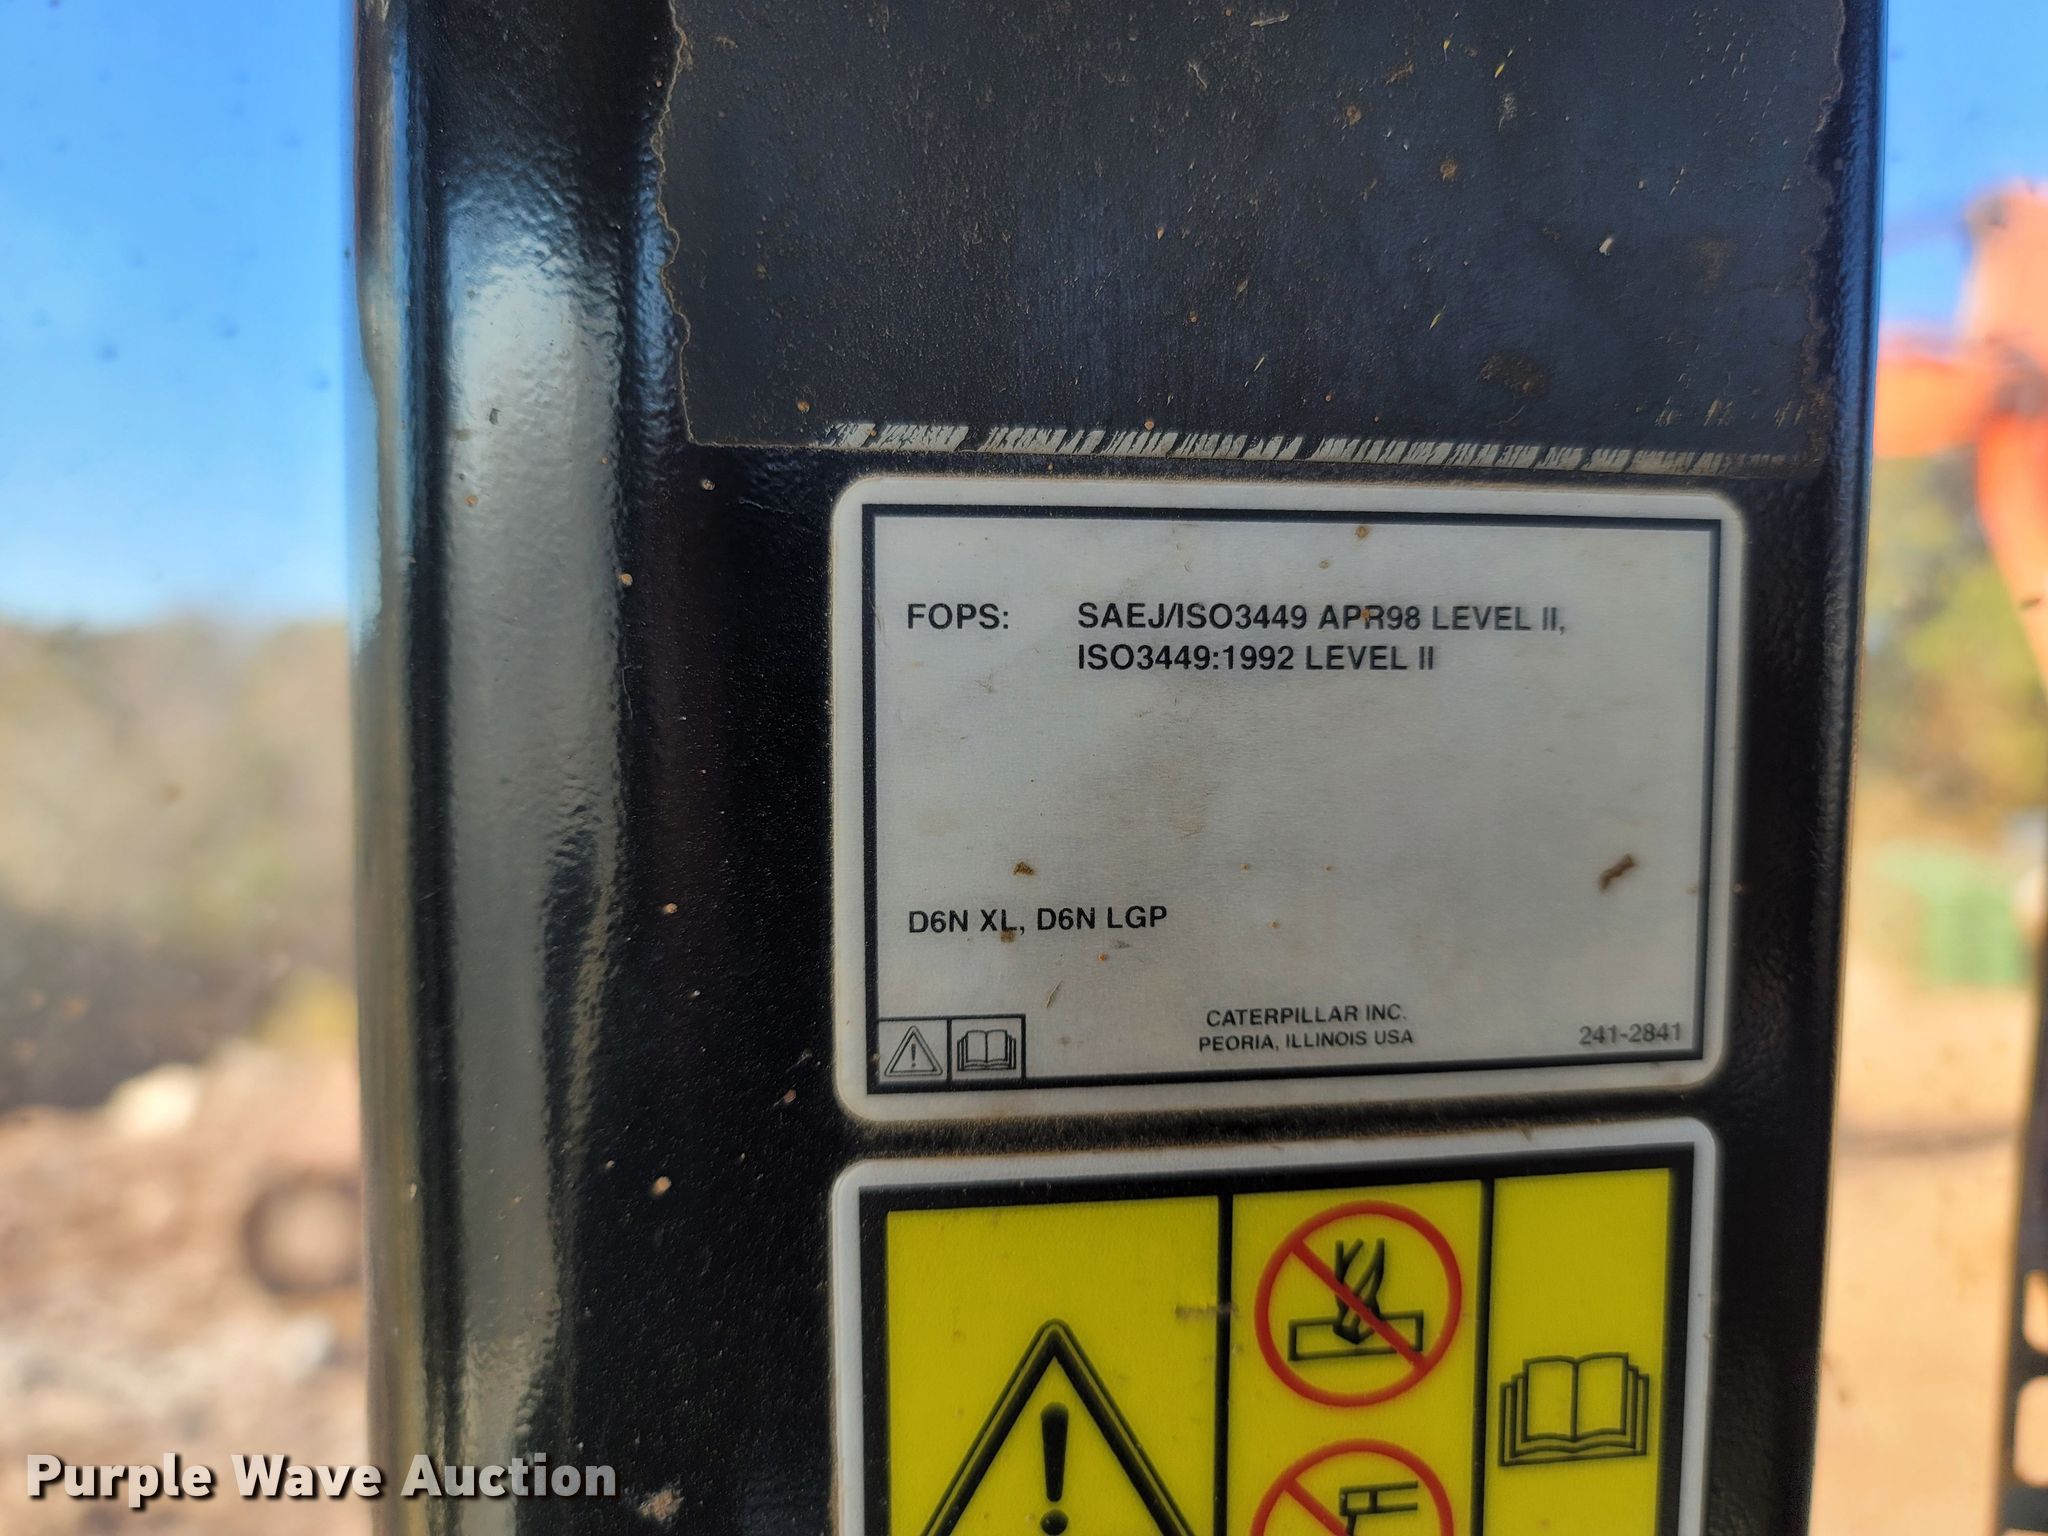 FOPS: SAEJ/ISO3449 APR98 LEVEL II,
ISO3449:1992 LEVEL II
D6N XL, D6N LGP
CATERPILLAR INC.
PEORIA, ILLINOIS USA
241-2841
Purple Wave Auction